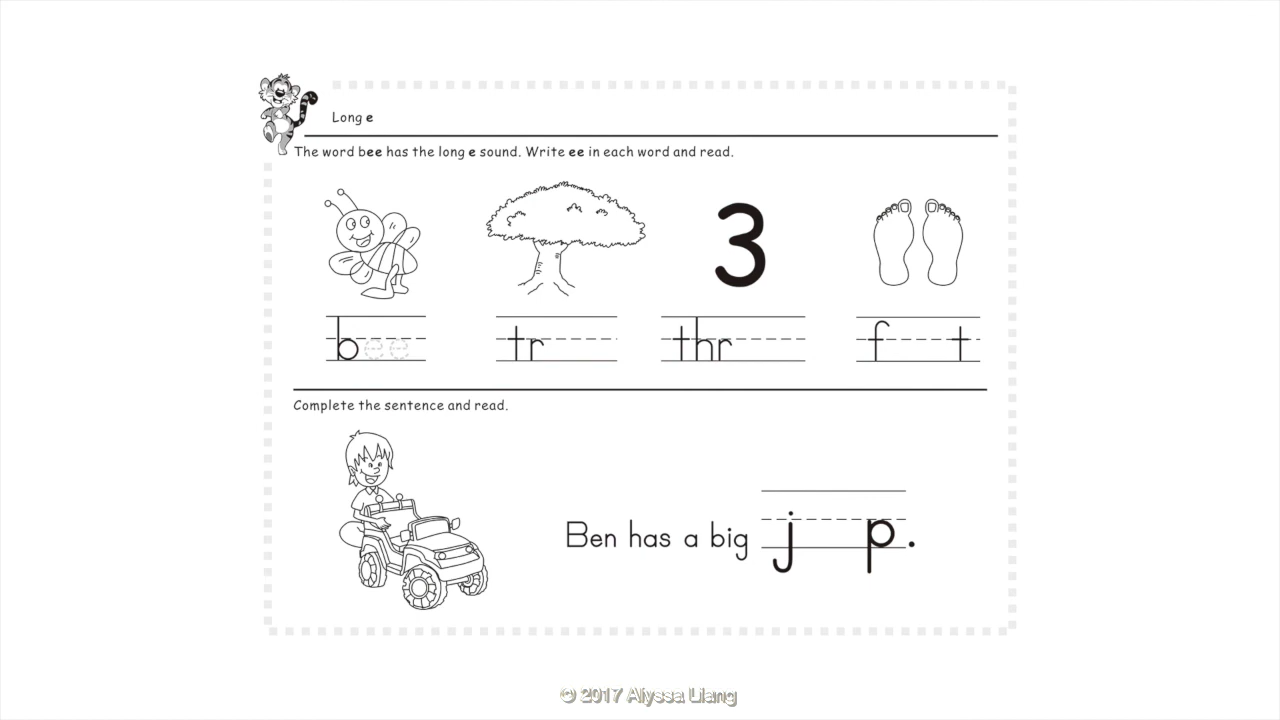 Long e
The word bee has the long e sound. Write ee in each word and read.
3
bee tr thr f t
Complete the sentence and read.
Ben has a big j p.
© 2017 Alyssa Liang